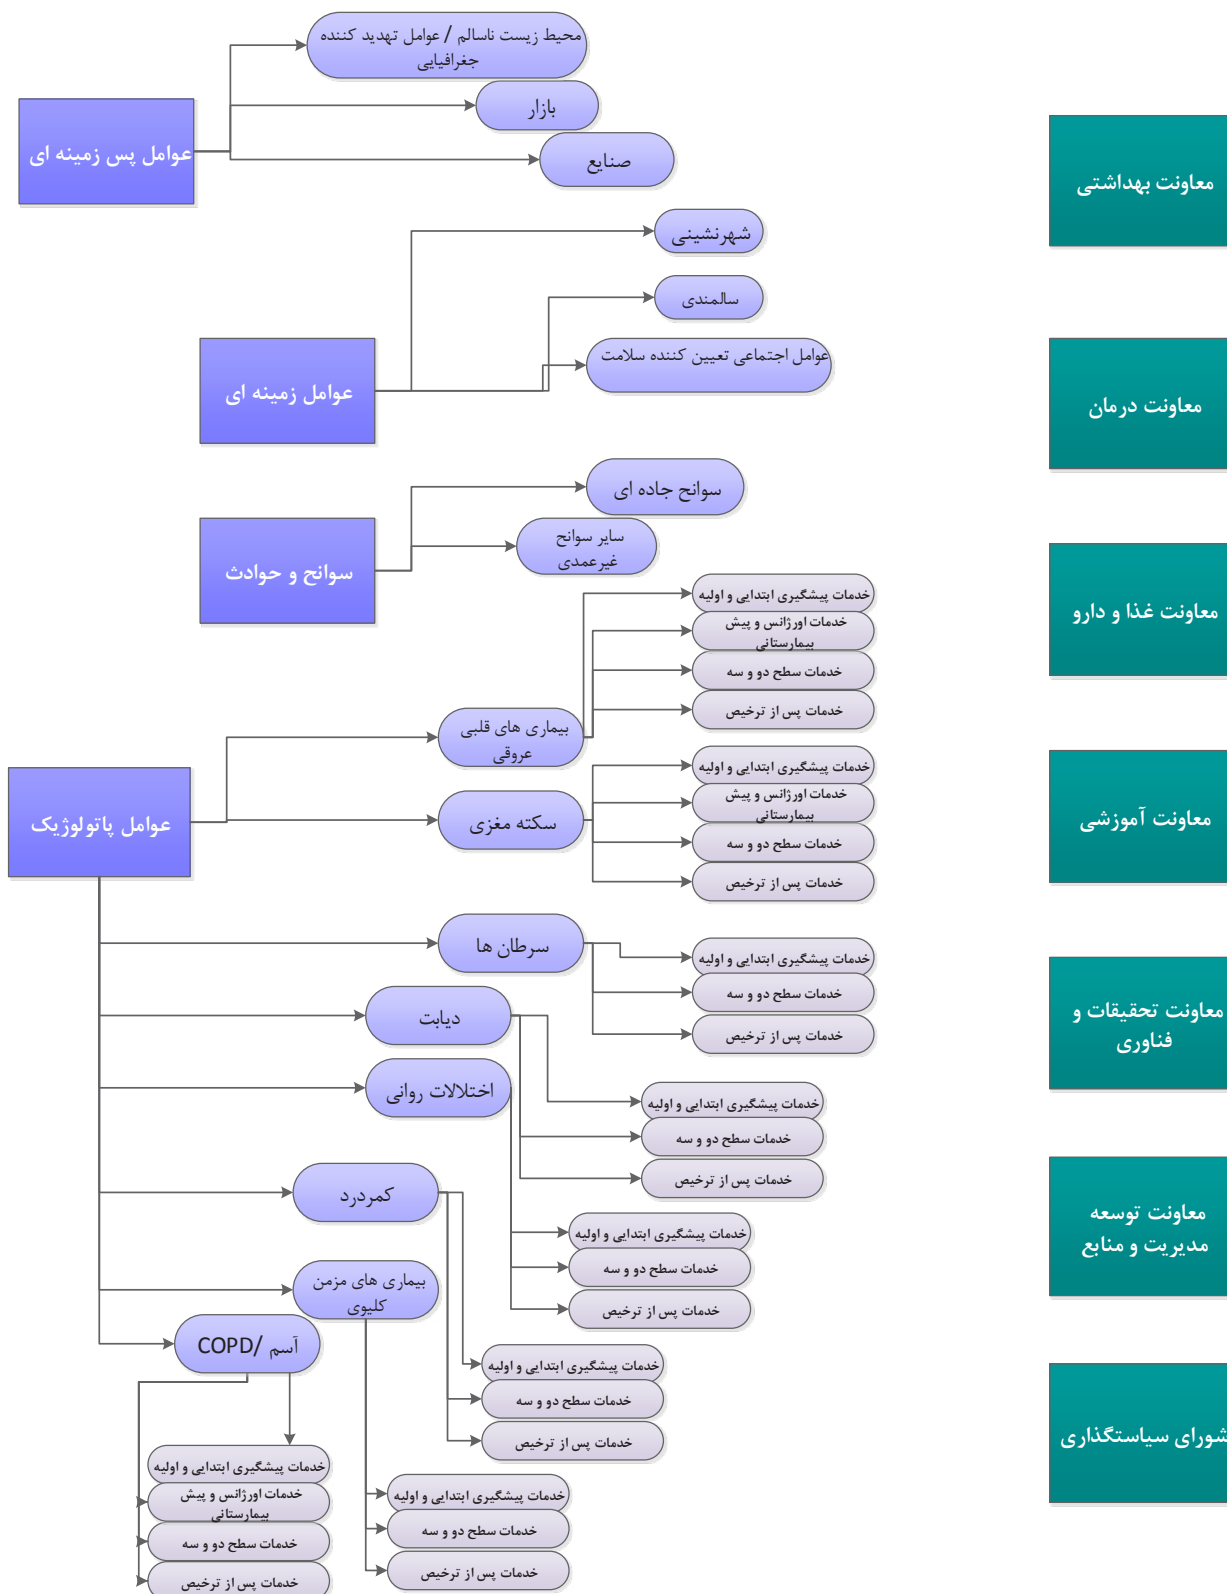 محیط زیست ناسالم / عوامل تهدید کننده
جغرافیایی
بازار
صنایع
عوامل پس زمینه ای
شهرنشینی
سالمندی
عوامل اجتماعی تعیین کننده سلامت
عوامل زمینه ای
سوانح جاده ای
سایر سوانح
غیرعمدی
سوانح و حوادث
عوامل پاتولوژیک
بیماری های قلبی
عروقی
خدمات پیشگیری ابتدایی و اولیه
خدمات اورژانس و پیش
بیمارستانی
خدمات سطح دو و سه
خدمات پس از ترخیص
سکته مغزی
خدمات پیشگیری ابتدایی و اولیه
خدمات اورژانس و پیش
بیمارستانی
خدمات سطح دو و سه
خدمات پس از ترخیص
سرطان ها
خدمات پیشگیری ابتدایی و اولیه
خدمات سطح دو و سه
خدمات پس از ترخیص
دیابت
خدمات پیشگیری ابتدایی و اولیه
خدمات سطح دو و سه
خدمات پس از ترخیص
اختلالات روانی
خدمات پیشگیری ابتدایی و اولیه
خدمات سطح دو و سه
خدمات پس از ترخیص
کمردرد
خدمات پیشگیری ابتدایی و اولیه
خدمات سطح دو و سه
خدمات پس از ترخیص
بیماری های مزمن
کلیوی
خدمات پیشگیری ابتدایی و اولیه
خدمات سطح دو و سه
خدمات پس از ترخیص
آسم /COPD
خدمات پیشگیری ابتدایی و اولیه
خدمات اورژانس و پیش
بیمارستانی
خدمات سطح دو و سه
خدمات پس از ترخیص
معاونت بهداشتی
معاونت درمان
معاونت غذا و دارو
معاونت آموزشی
معاونت تحقیقات و
فناوری
معاونت توسعه
مدیریت و منابع
شورای سیاستگذاری